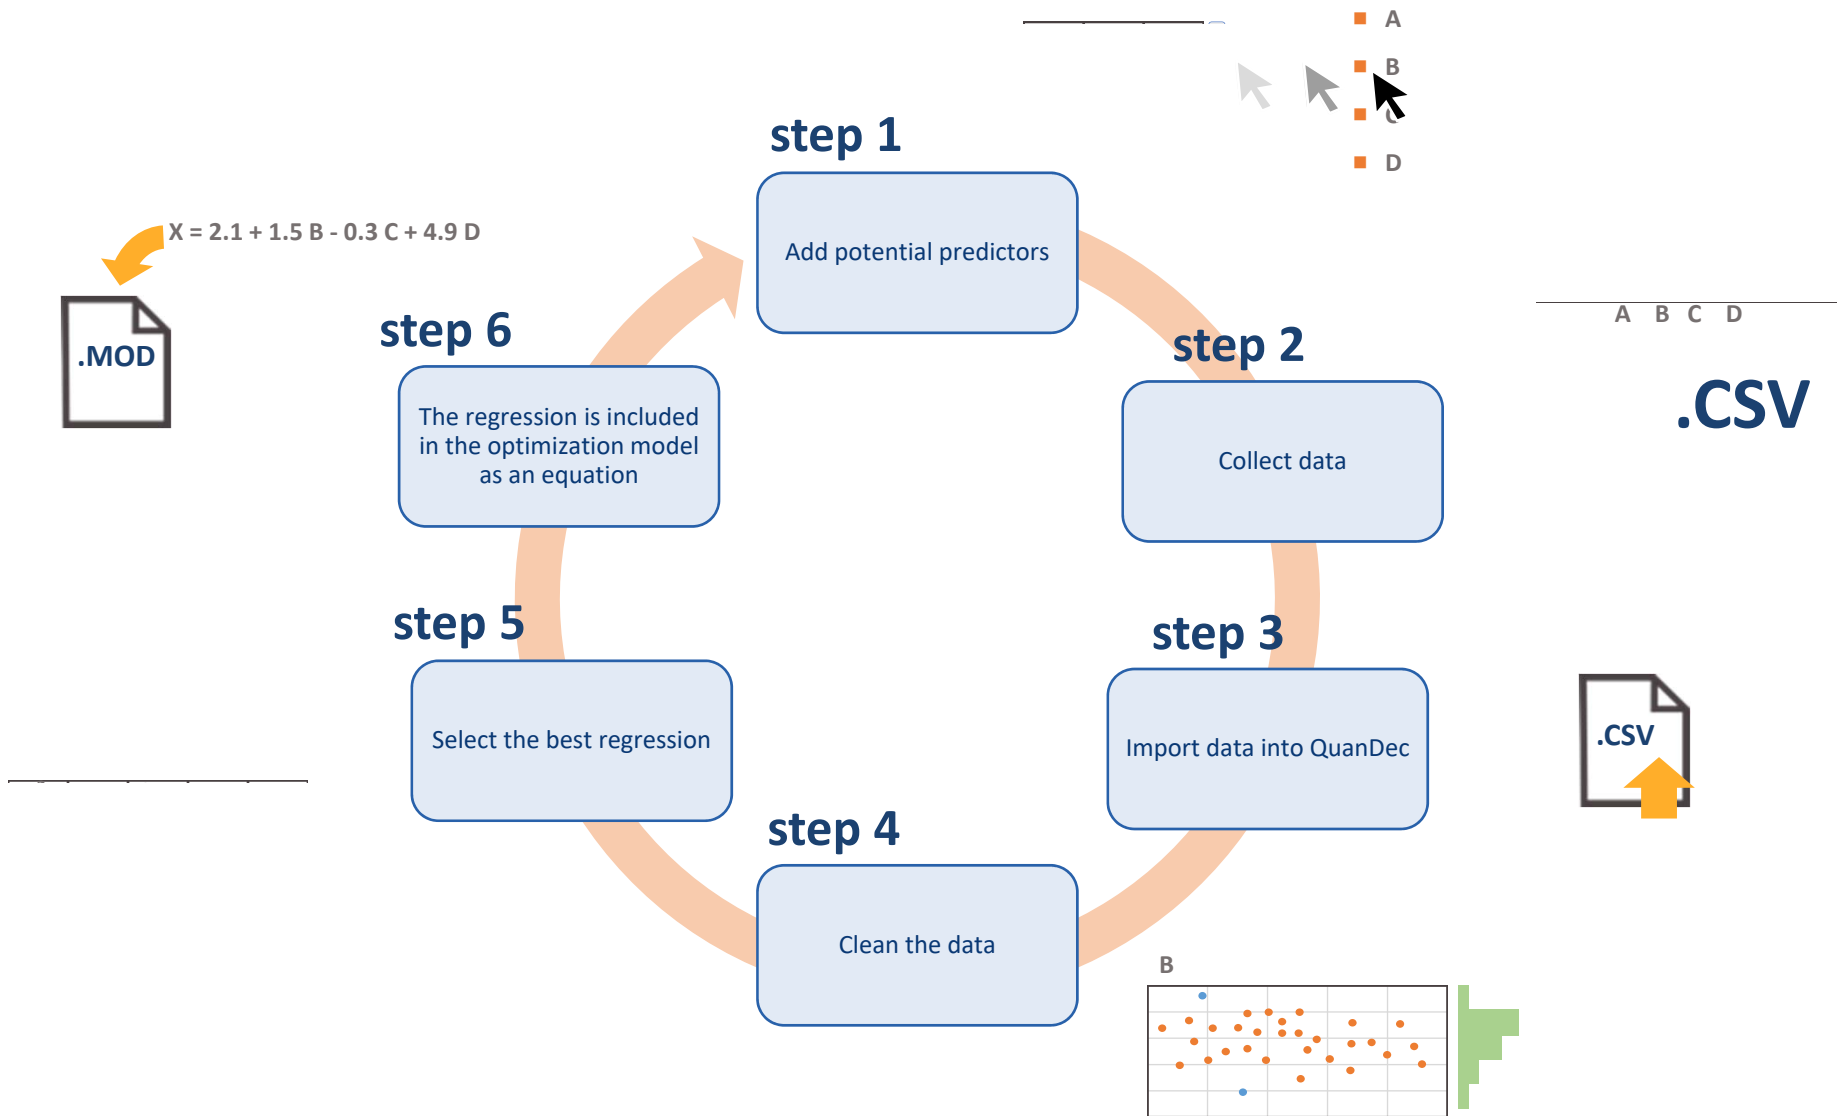 A
B
D
step 1
Add potential predictors
X = 2.1 + 1.5 B - 0.3 C + 4.9 D
.MOD
step 6
The regression is included
in the optimization model
as an equation
step 2
Collect data
A B C D
.CSV
step 5
Select the best regression
step 3
Import data into QuanDec
.CSV
step 4
Clean the data
B